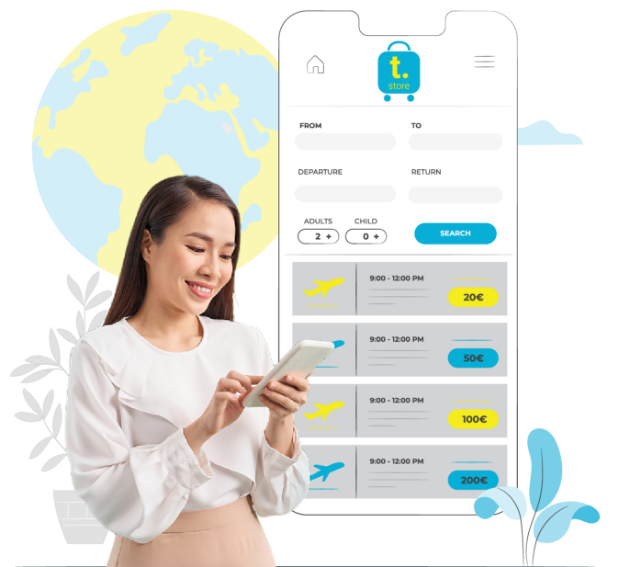 t.
store
FROM TO
DEPARTURE RETURN
ADULTS CHILD
2 + 0 + SEARCH
9:00 - 12:00 PM
20€
9:00 - 12:00 PM
50€
9:00 - 12:00 PM
100€
9:00 - 12:00 PM
200€